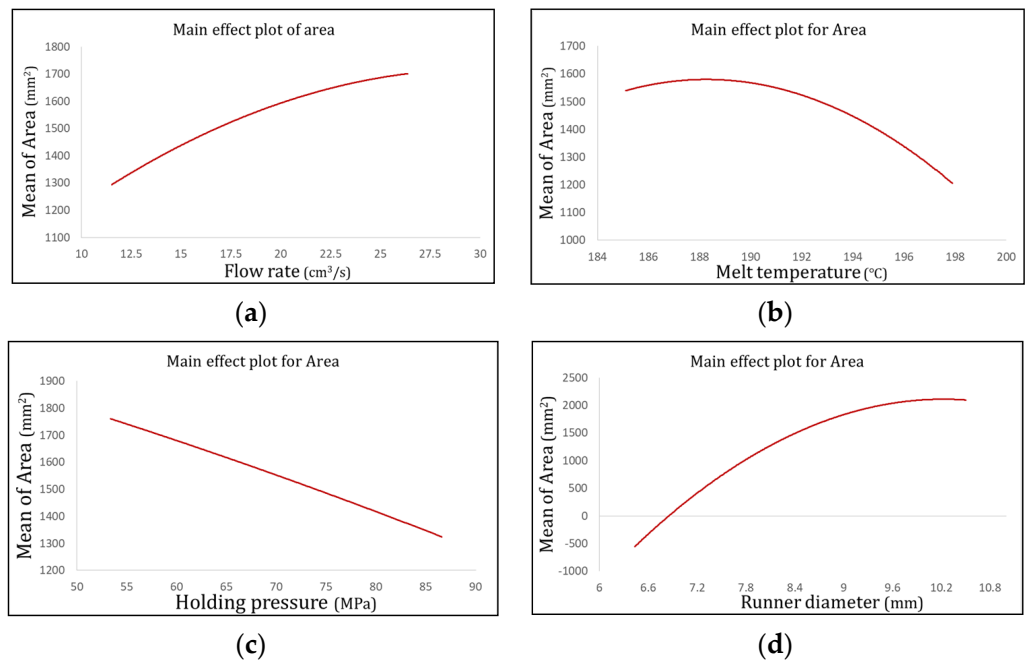 Main effect plot of area
Mean of Area (mm²)
1800
1700
1600
1500
1400
1300
1200
1100
10 12.5 15 17.5 20 22.5 25 27.5 30
Flow rate (cm³/s)
(a)
Main effect plot for Area
Mean of Area (mm²)
1700
1600
1500
1400
1300
1200
1100
1000
184 186 188 190 192 194 196 198 200
Melt temperature (°C)
(b)
Main effect plot for Area
Mean of Area (mm²)
1900
1800
1700
1600
1500
1400
1300
1200
50 55 60 65 70 75 80 85 90
Holding pressure (MPa)
(c)
Main effect plot for Area
Mean of Area (mm²)
2500
2000
1500
1000
500
0
-500
-1000
6 6.6 7.2 7.8 8.4 9 9.6 10.2 10.8
Runner diameter (mm)
(d)